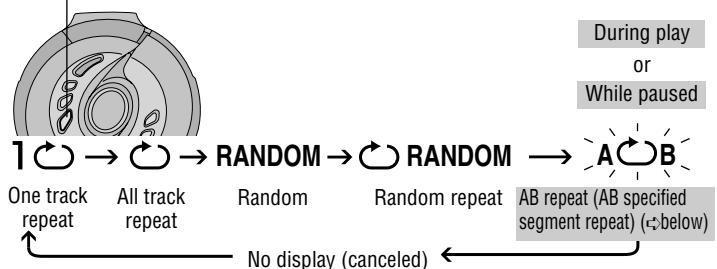 During play
or
While paused
1 → → RANDOM → RANDOM → A B
One track repeat
All track repeat
Random
Random repeat
AB repeat (AB specified segment repeat) (⇨below)
No display (canceled)